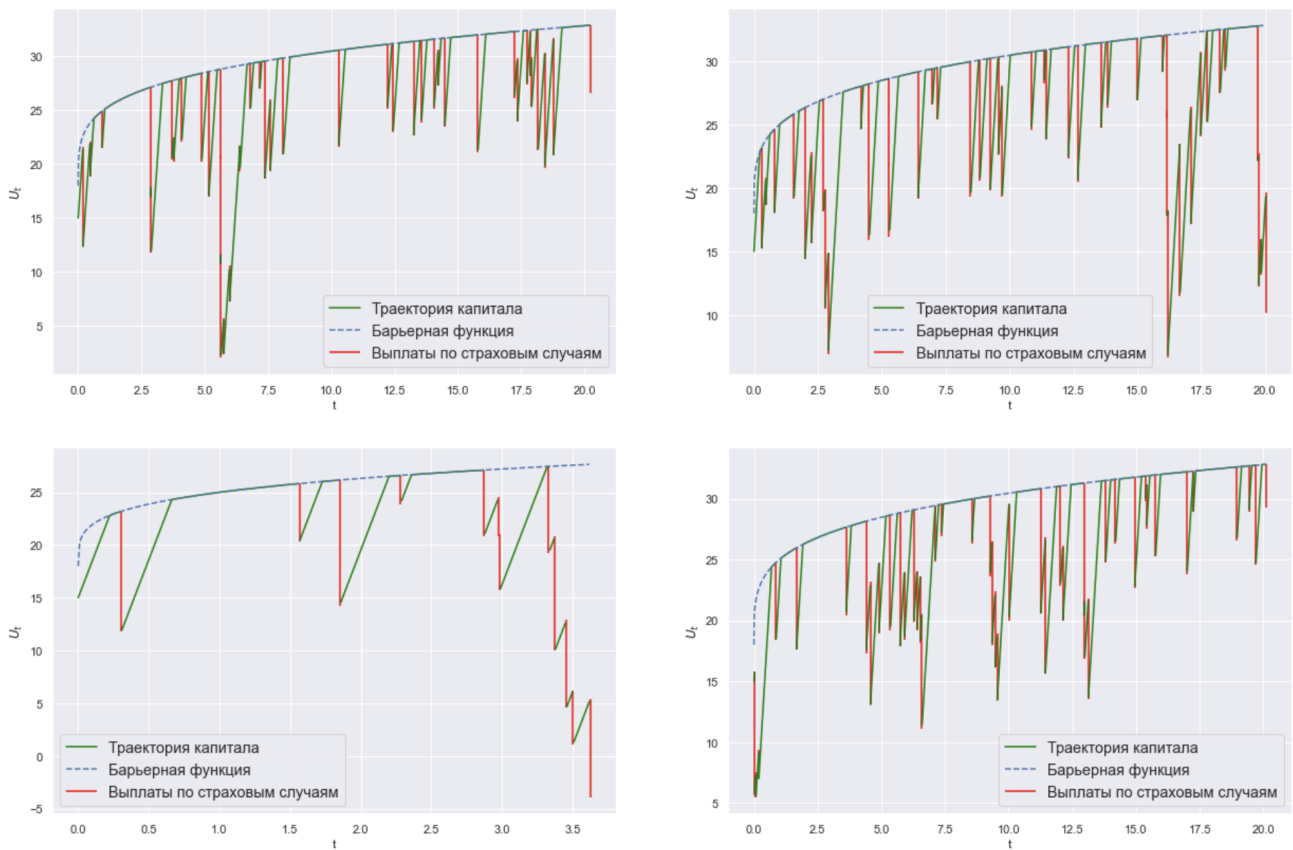 30
25
20
15
10
5
U_t
0.0 2.5 5.0 7.5 10.0 12.5 15.0 17.5 20.0
t
Траектория капитала
Барьерная функция
Выплаты по страховым случаям
30
25
20
15
10
U_t
0.0 2.5 5.0 7.5 10.0 12.5 15.0 17.5 20.0
t
Траектория капитала
Барьерная функция
Выплаты по страховым случаям
25
20
15
10
5
0
−5
U_t
0.0 0.5 1.0 1.5 2.0 2.5 3.0 3.5
t
Траектория капитала
Барьерная функция
Выплаты по страховым случаям
30
25
20
15
10
5
U_t
0.0 2.5 5.0 7.5 10.0 12.5 15.0 17.5 20.0
t
Траектория капитала
Барьерная функция
Выплаты по страховым случаям